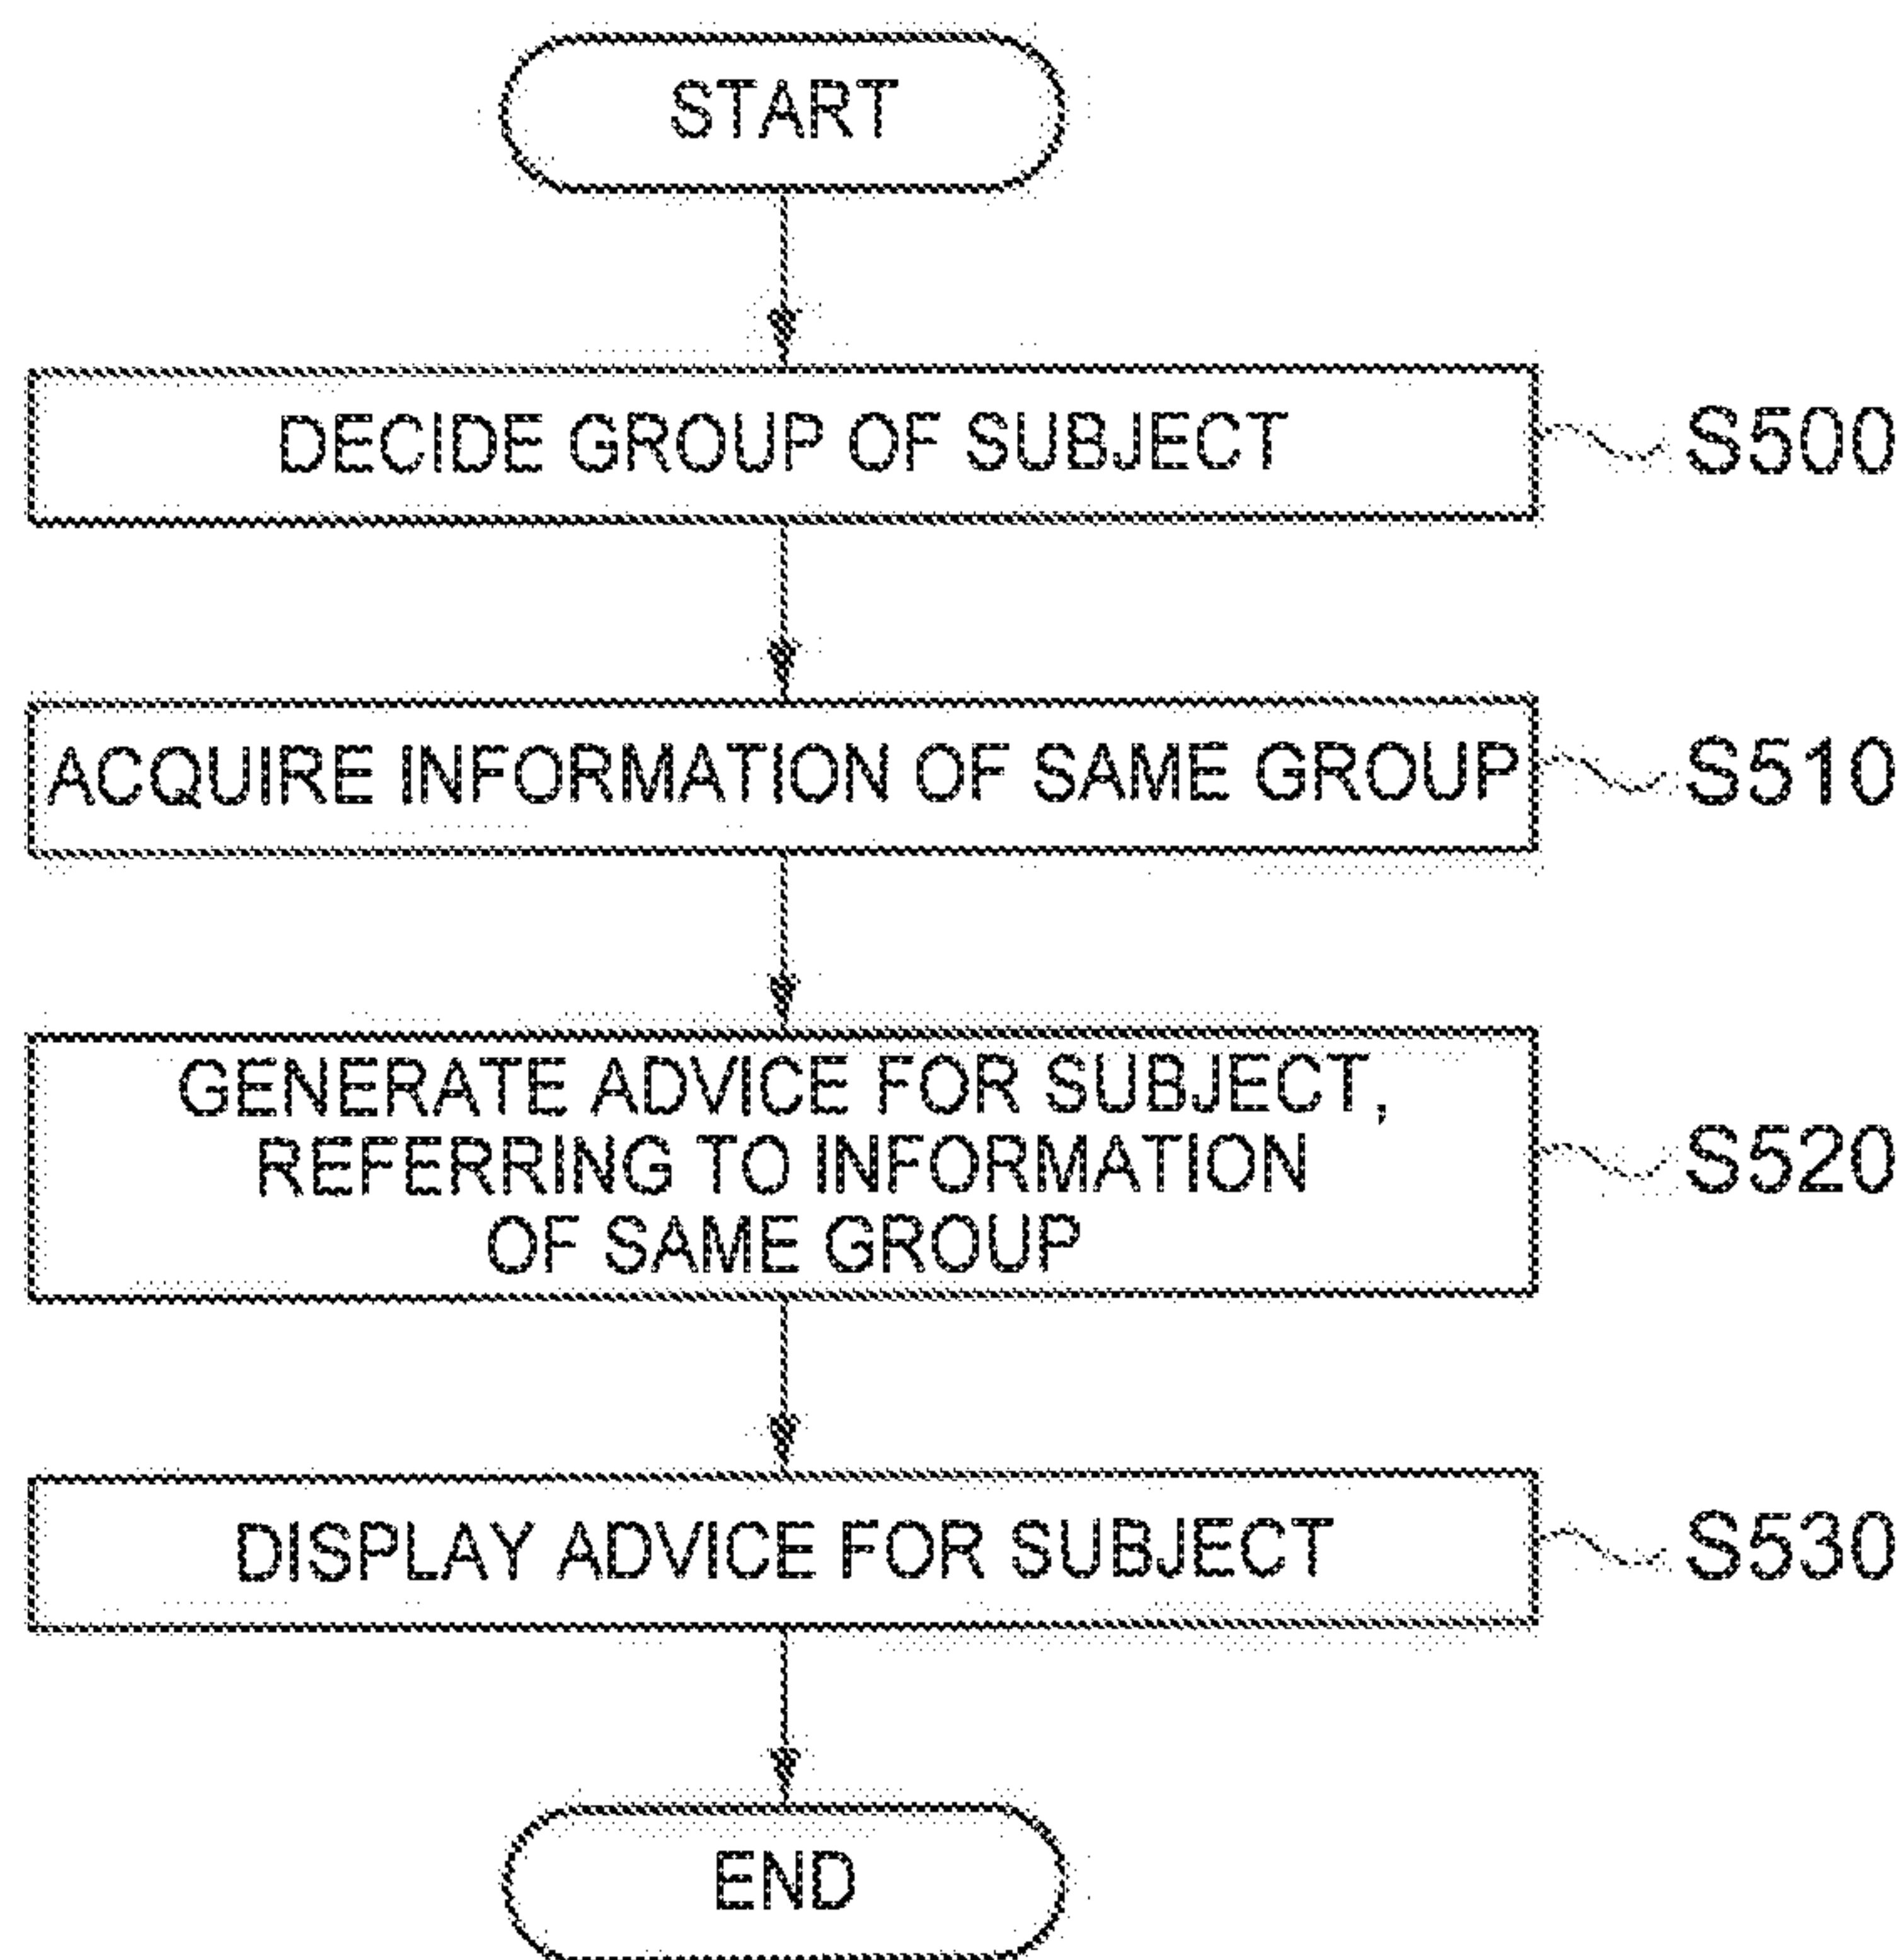 START
DECIDE GROUP OF SUBJECT
S500
ACQUIRE INFORMATION OF SAME GROUP
S510
GENERATE ADVICE FOR SUBJECT,
REFERRING TO INFORMATION
OF SAME GROUP
S520
DISPLAY ADVICE FOR SUBJECT
S530
END